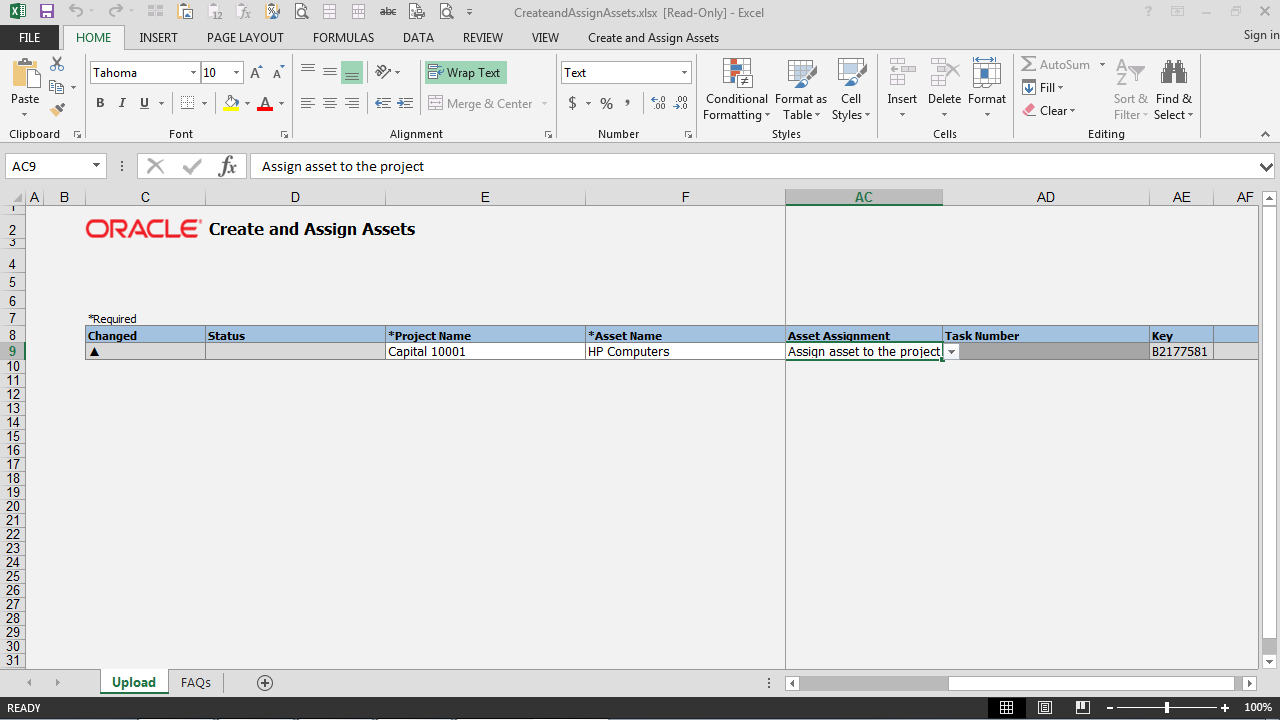 CreateandAssignAssets.xlsx [Read-Only] - Excel
FILE HOME INSERT PAGE LAYOUT FORMULAS DATA REVIEW VIEW Create and Assign Assets Sign in
Paste
Clipboard
Tahoma 10
B I U A
Font
Wrap Text
Merge & Center
Alignment
Text
$ % ,
Number
Conditional Formatting
Format as Table
Cell Styles
Styles
Insert Delete Format
Cells
AutoSum
Fill
Clear
Sort & Filter
Find & Select
Editing
AC9 fx Assign asset to the project
A B C D E F AC AD AE AF
1
2 ORACLE Create and Assign Assets
3
4
5
6
7 *Required
8 Changed Status *Project Name *Asset Name Asset Assignment Task Number Key
9 ▲ Capital 10001 HP Computers Assign asset to the project B2177581
10
11
12
13
14
15
16
17
18
19
20
21
22
23
24
25
26
27
28
29
30
31
Upload FAQs
READY 100%